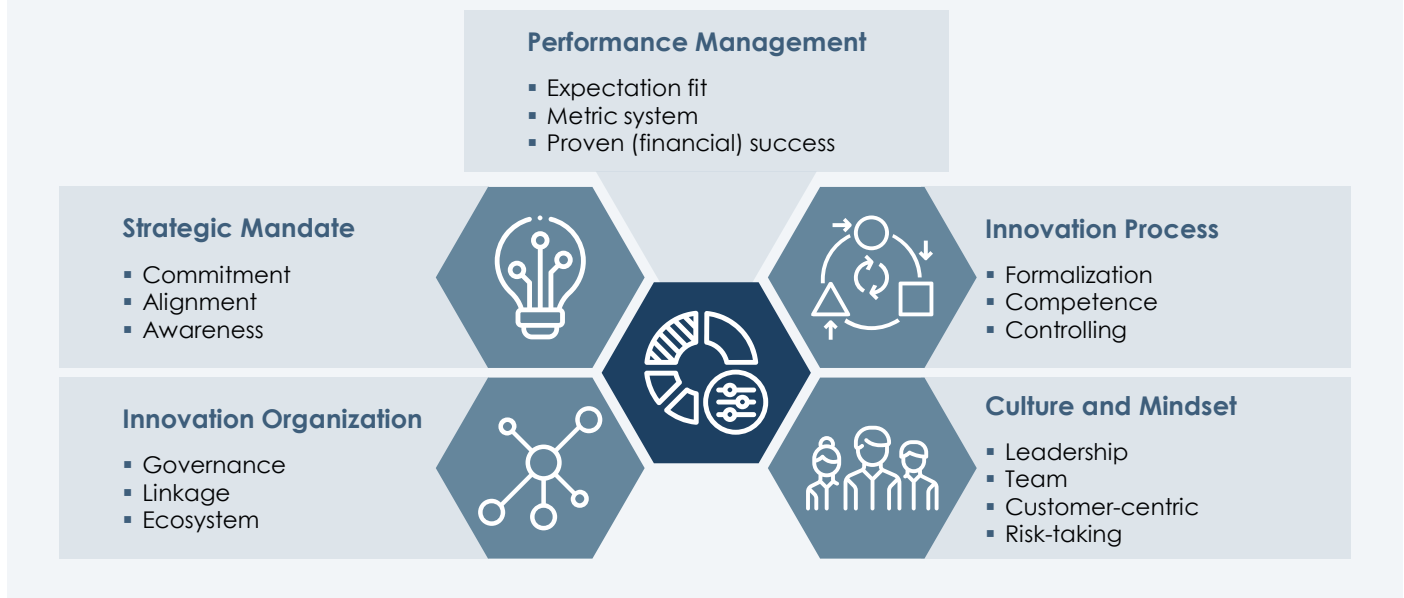 Performance Management
▪ Expectation fit
▪ Metric system
▪ Proven (financial) success
Strategic Mandate
▪ Commitment
▪ Alignment
▪ Awareness
Innovation Process
▪ Formalization
▪ Competence
▪ Controlling
Innovation Organization
▪ Governance
▪ Linkage
▪ Ecosystem
Culture and Mindset
▪ Leadership
▪ Team
▪ Customer-centric
▪ Risk-taking